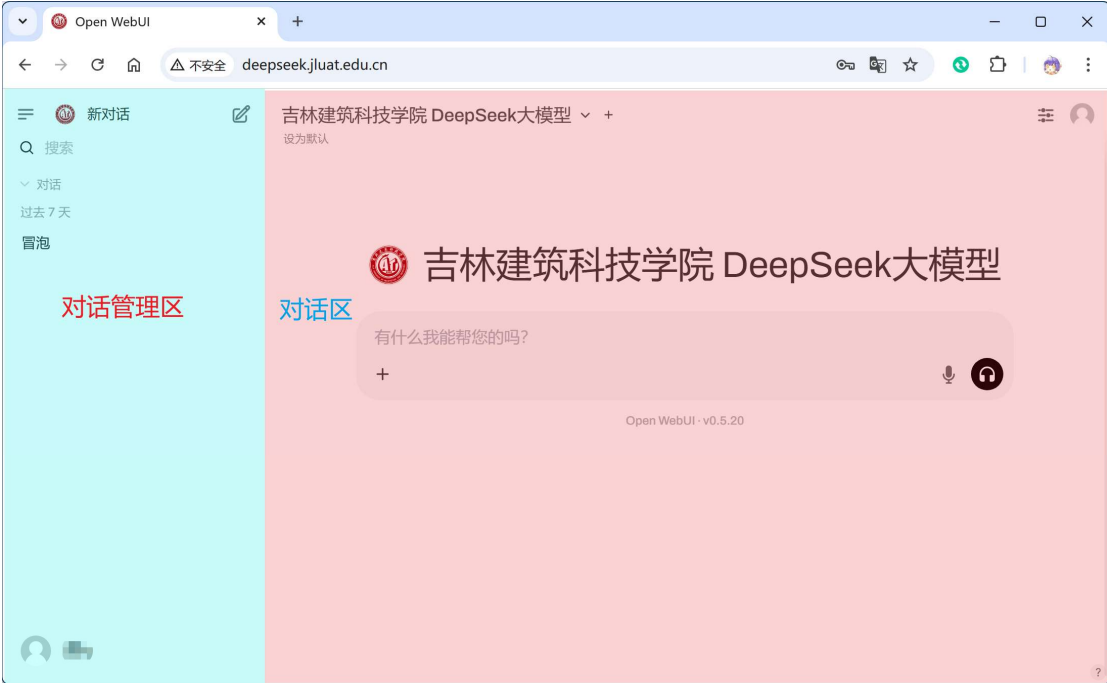 Open WebUI
不安全 deepseek.jluat.edu.cn
新对话
搜索
对话
过去 7 天
冒泡
对话管理区
吉林建筑科技学院 DeepSeek大模型
设为默认
吉林建筑科技学院 DeepSeek大模型
对话区
有什么我能帮您的吗?
Open WebUI · v0.5.20
?